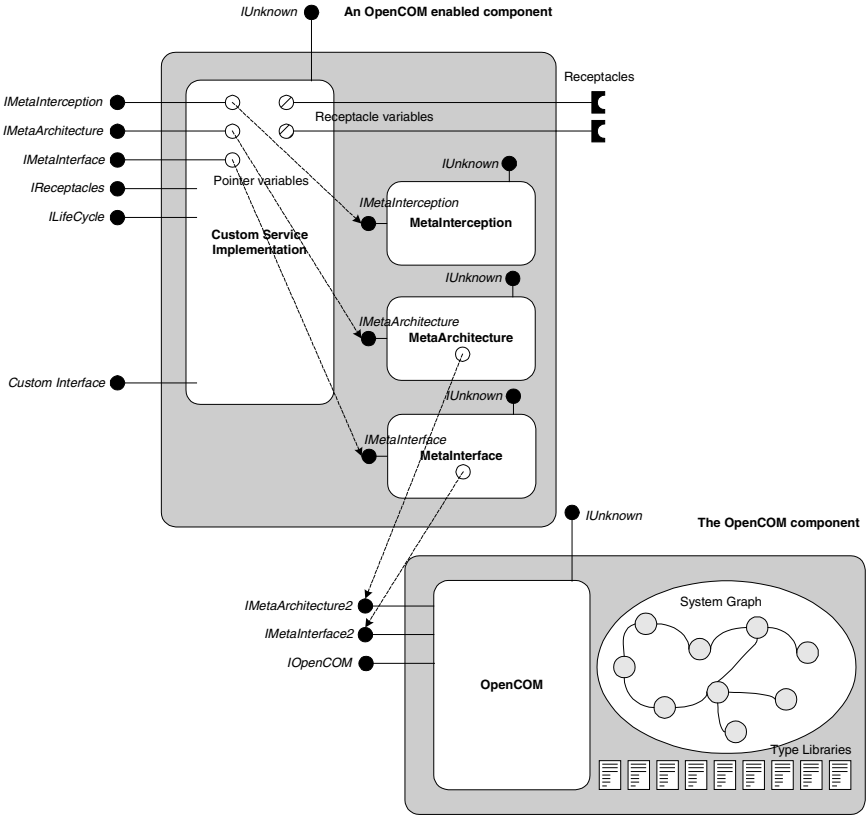 IUnknown
An OpenCOM enabled component
Receptacles
IMetaInterception
Receptacle variables
IMetaArchitecture
IMetaInterface
IUnknown
Pointer variables
IReceptacles
IMetaInterception
ILifeCycle
MetaInterception
Custom Service
Implementation
IUnknown
IMetaArchitecture
MetaArchitecture
Custom Interface
IUnknown
IMetaInterface
MetaInterface
IUnknown
The OpenCOM component
IMetaArchitecture2
System Graph
IMetaInterface2
IOpenCOM
OpenCOM
Type Libraries